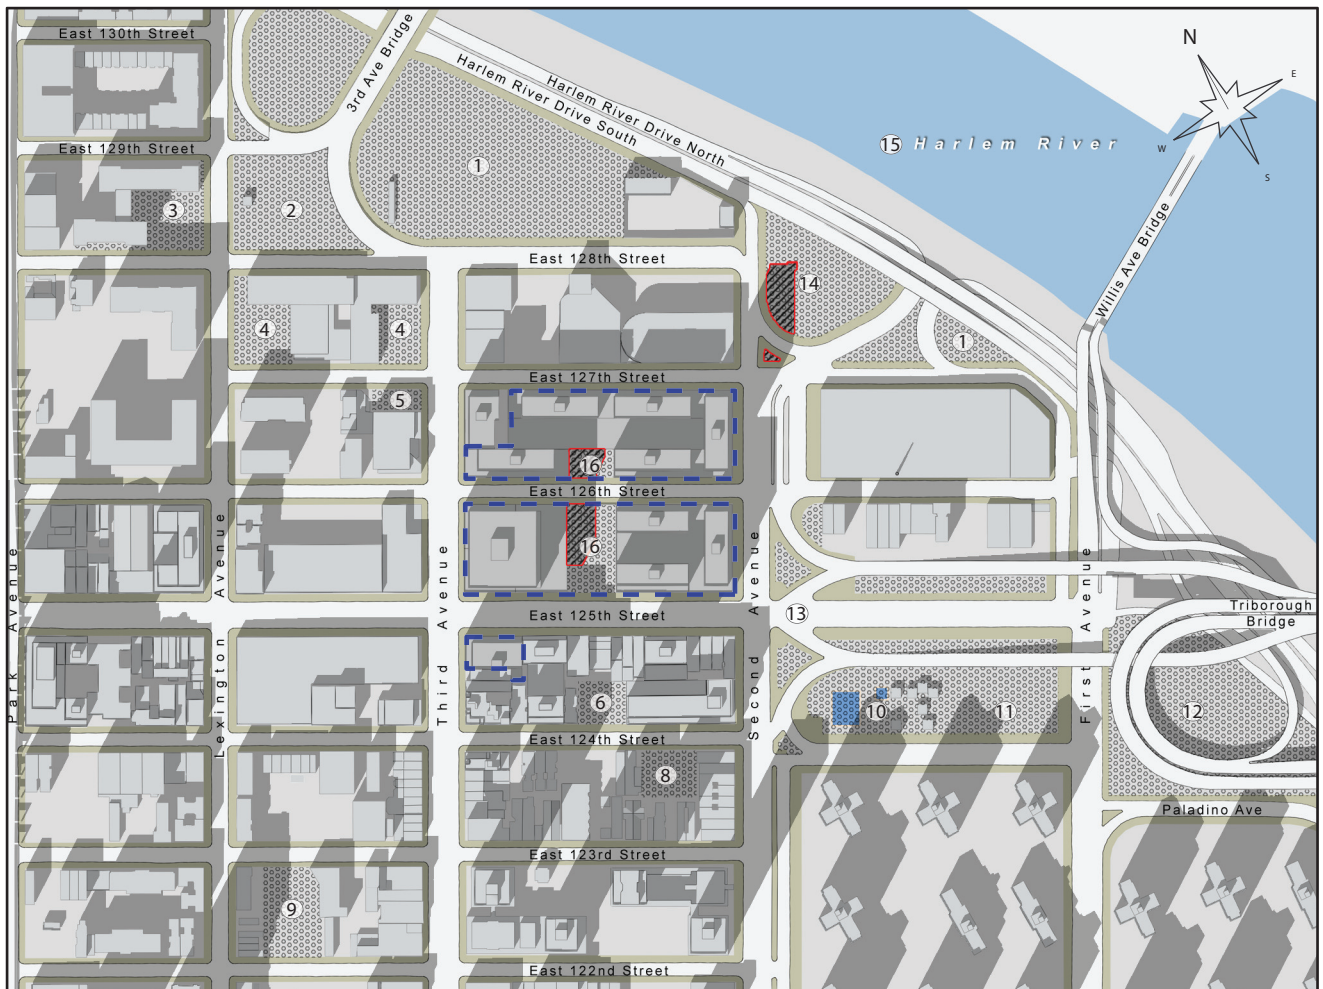 East 130th Street
3rd Ave Bridge
Harlem River Drive North
Harlem River Drive South
N
E
W
S
15 Harlem River
East 129th Street
1
3
2
Willis Ave Bridge
East 128th Street
14
4
4
1
East 127th Street
5
16
East 126th Street
16
Park Avenue
Lexington Avenue
Third Avenue
Second Avenue
First Avenue
East 125th Street
13
Triborough
Bridge
6
10
11
12
East 124th Street
8
Paladino Ave
East 123rd Street
9
East 122nd Street